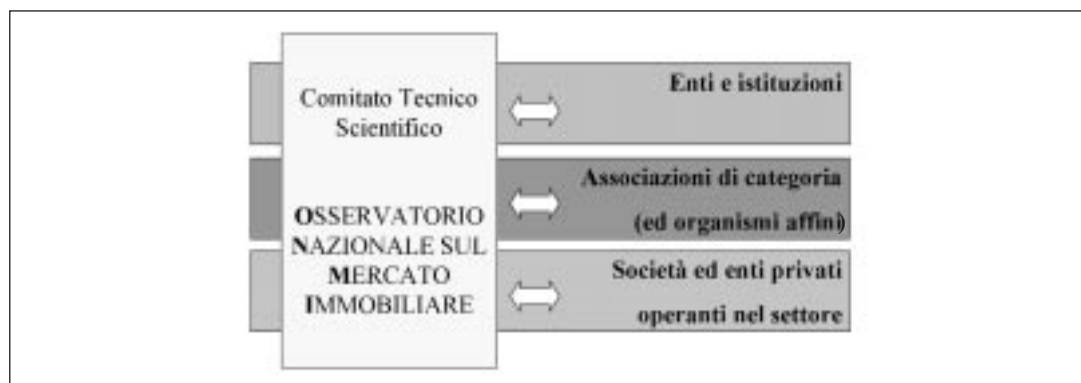 Comitato Tecnico
Scientifico
OSSERVATORIO
NAZIONALE SUL
MERCATO
IMMOBILIARE
Enti e istituzioni
Associazioni di categoria
(ed organismi affini)
Società ed enti privati
operanti nel settore